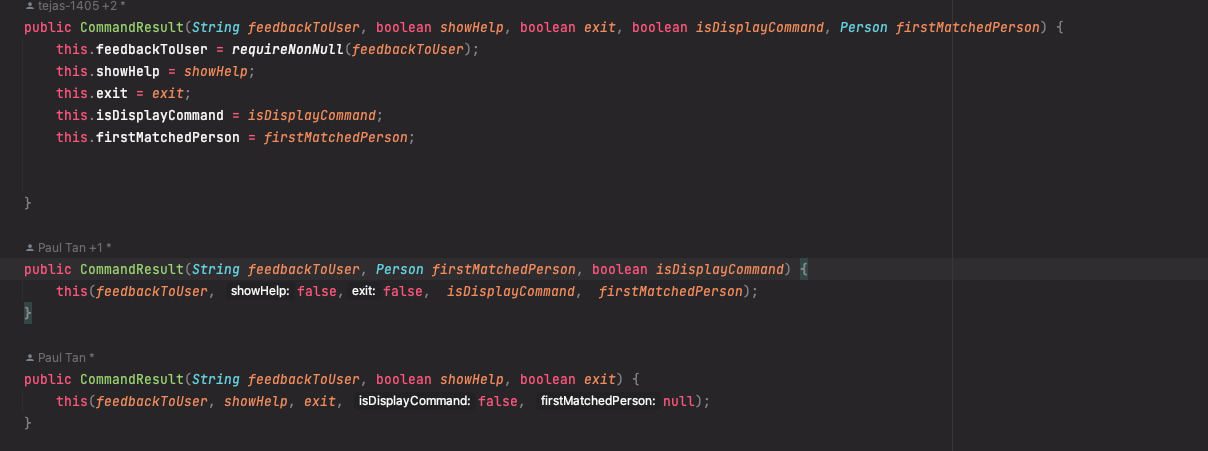 tejas-1405 +2 *
public CommandResult(String feedbackToUser, boolean showHelp, boolean exit, boolean isDisplayCommand, Person firstMatchedPerson) {
this.feedbackToUser = requireNonNull(feedbackToUser);
this.showHelp = showHelp;
this.exit = exit;
this.isDisplayCommand = isDisplayCommand;
this.firstMatchedPerson = firstMatchedPerson;
}
Paul Tan +1 *
public CommandResult(String feedbackToUser, Person firstMatchedPerson, boolean isDisplayCommand) {
this(feedbackToUser, showHelp: false, exit: false, isDisplayCommand, firstMatchedPerson);
}
Paul Tan *
public CommandResult(String feedbackToUser, boolean showHelp, boolean exit) {
this(feedbackToUser, showHelp, exit, isDisplayCommand: false, firstMatchedPerson: null);
}